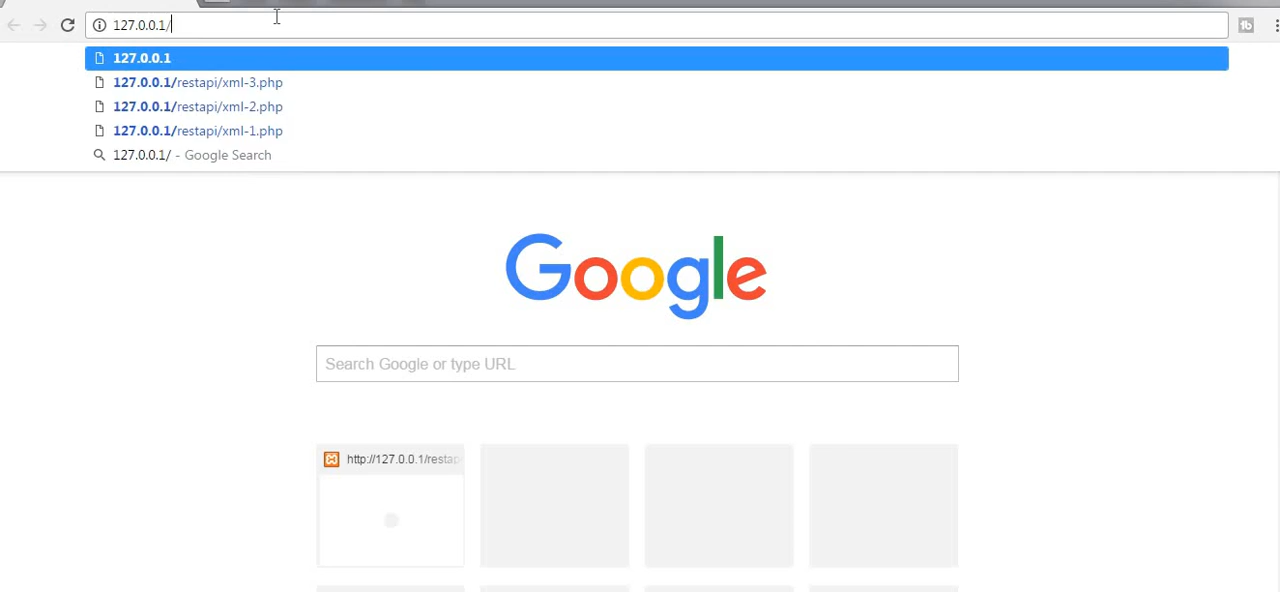 127.0.0.1/
127.0.0.1
127.0.0.1/restapi/xml-3.php
127.0.0.1/restapi/xml-2.php
127.0.0.1/restapi/xml-1.php
127.0.0.1/ - Google Search
Google
Search Google or type URL
http://127.0.0.1/restap